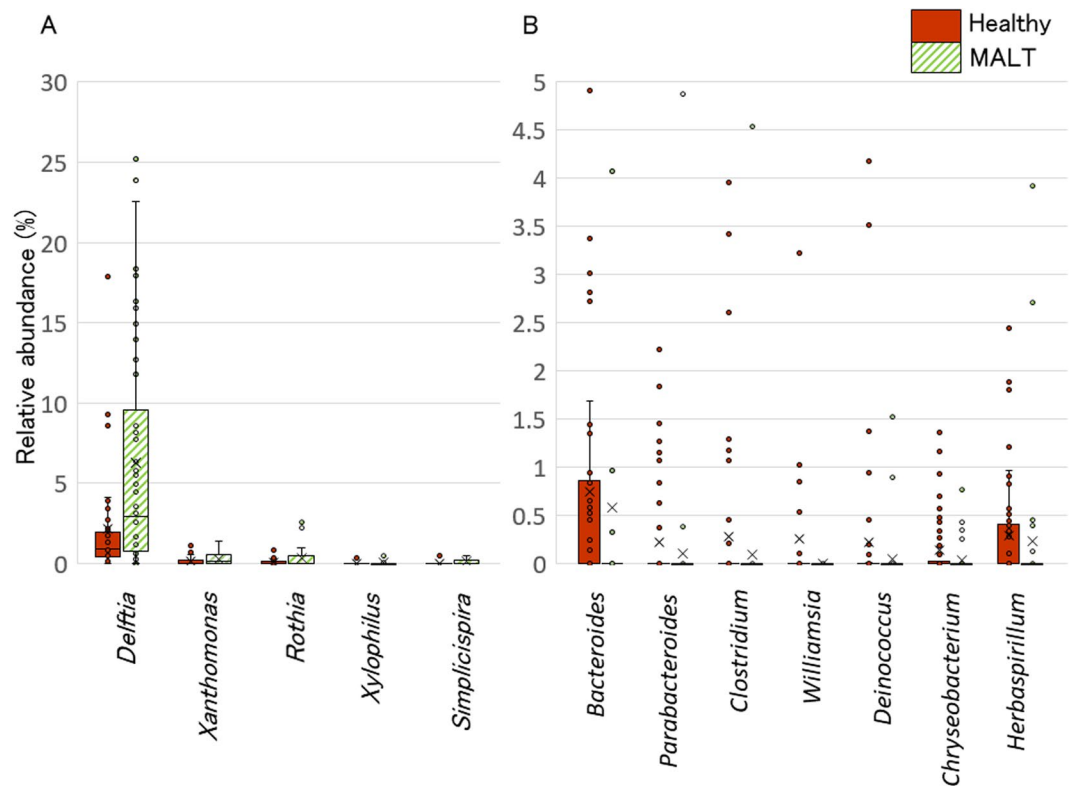 A
B
Healthy
MALT
Relative abundance (%)
30
25
20
15
10
5
0
5
4.5
4
3.5
3
2.5
2
1.5
1
0.5
0
Delftia
Xanthomonas
Rothia
Xylophilus
Simplicispira
Bacteroides
Parabacteroides
Clostridium
Williamsia
Deinococcus
Chryseobacterium
Herbaspirillum